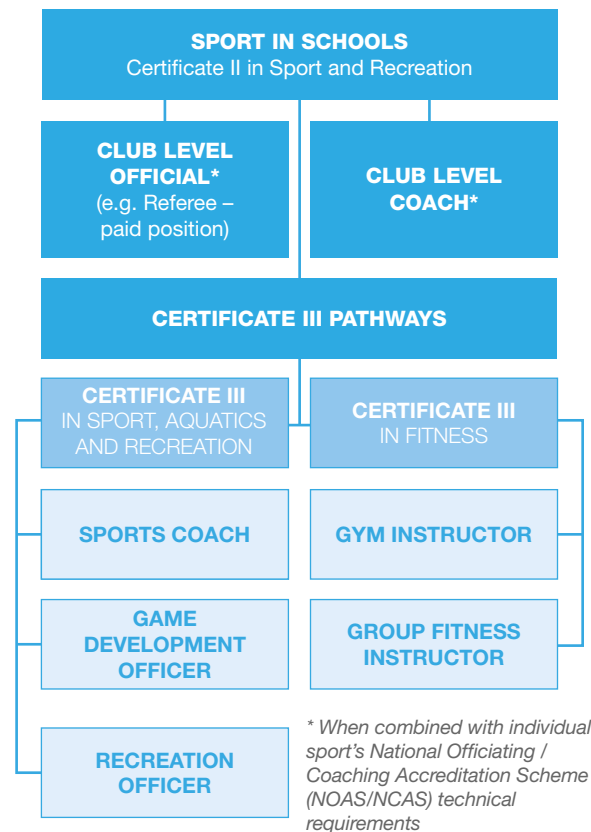 SPORT IN SCHOOLS
Certificate II in Sport and Recreation
CLUB LEVEL
OFFICIAL*
(e.g. Referee –
paid position)
CLUB LEVEL
COACH*
CERTIFICATE III PATHWAYS
CERTIFICATE III
IN SPORT, AQUATICS
AND RECREATION
CERTIFICATE III
IN FITNESS
SPORTS COACH
GYM INSTRUCTOR
GAME
DEVELOPMENT
OFFICER
GROUP FITNESS
INSTRUCTOR
RECREATION
OFFICER
* When combined with individual
sport's National Officiating /
Coaching Accreditation Scheme
(NOAS/NCAS) technical
requirements